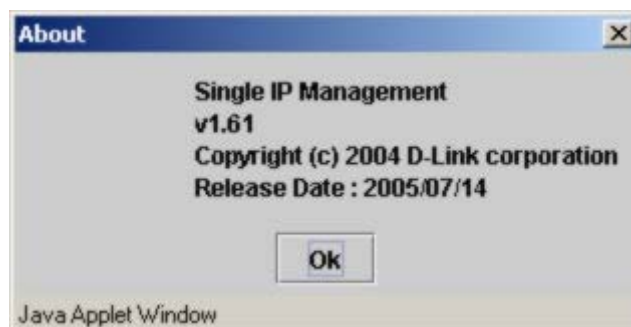 About
Single IP Management
v1.61
Copyright (c) 2004 D-Link corporation
Release Date : 2005/07/14
Ok
Java Applet Window